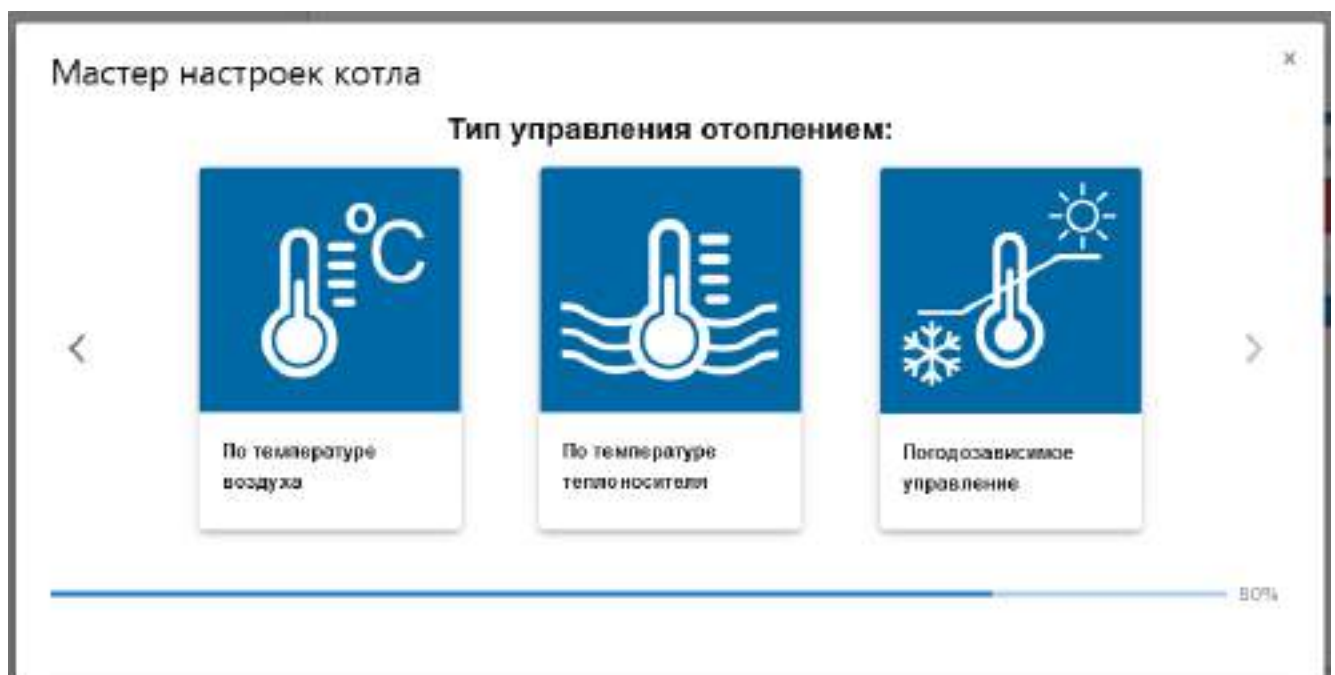 Мастер настроек котла
×
Тип управления отоплением:
°C
По температуре
воздуха
По температуре
теплоносителя
Погодозависимое
управление
80%